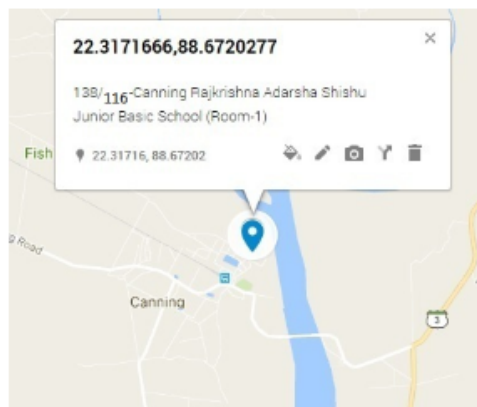 22.3171666,88.6720277
138/116-Canning Rajkrishna Adarsha Shishu
Junior Basic School (Room-1)
22.31716, 88.67202
Fish
g Road
Canning
3